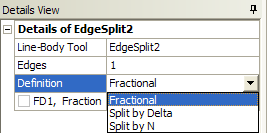 Details View
Details of EdgeSplit2
Line-Body Tool EdgeSplit2
Edges 1
Definition Fractional
FD1, Fraction Fractional
Split by Delta
Split by N